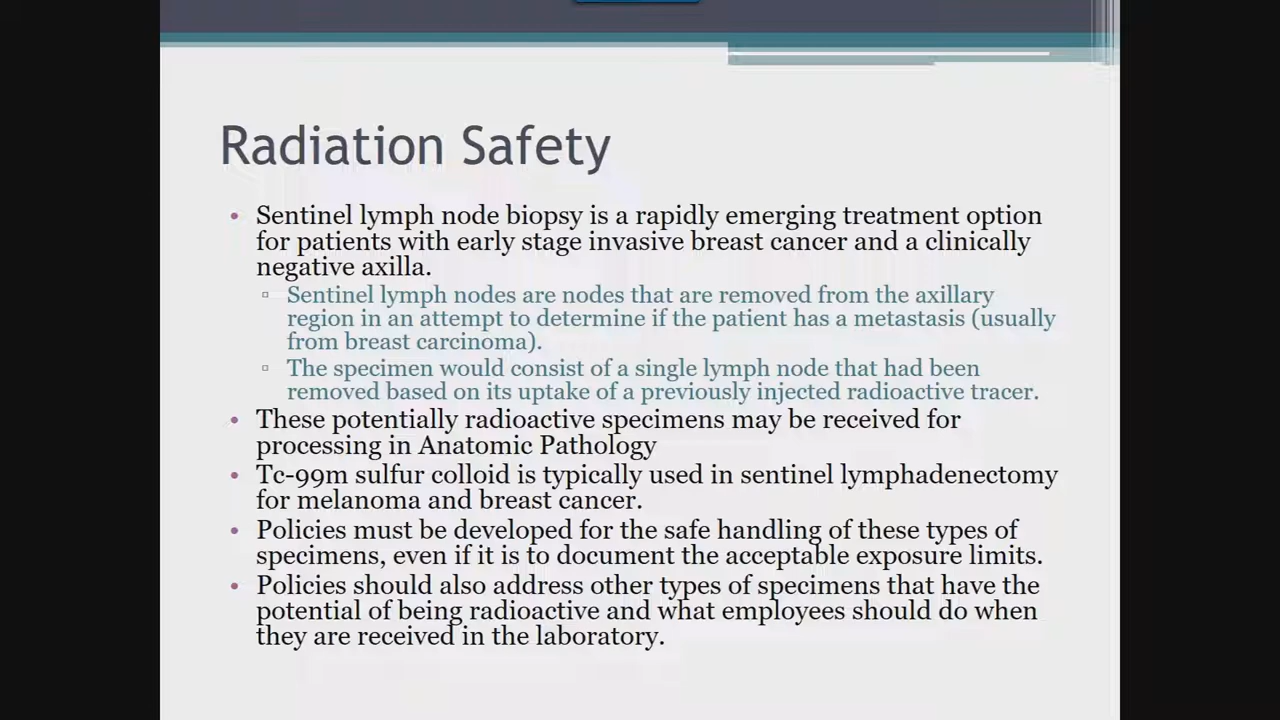 Radiation Safety
• Sentinel lymph node biopsy is a rapidly emerging treatment option
for patients with early stage invasive breast cancer and a clinically
negative axilla.
▫ Sentinel lymph nodes are nodes that are removed from the axillary
region in an attempt to determine if the patient has a metastasis (usually
from breast carcinoma).
▫ The specimen would consist of a single lymph node that had been
removed based on its uptake of a previously injected radioactive tracer.
• These potentially radioactive specimens may be received for
processing in Anatomic Pathology
• Tc-99m sulfur colloid is typically used in sentinel lymphadenectomy
for melanoma and breast cancer.
• Policies must be developed for the safe handling of these types of
specimens, even if it is to document the acceptable exposure limits.
• Policies should also address other types of specimens that have the
potential of being radioactive and what employees should do when
they are received in the laboratory.